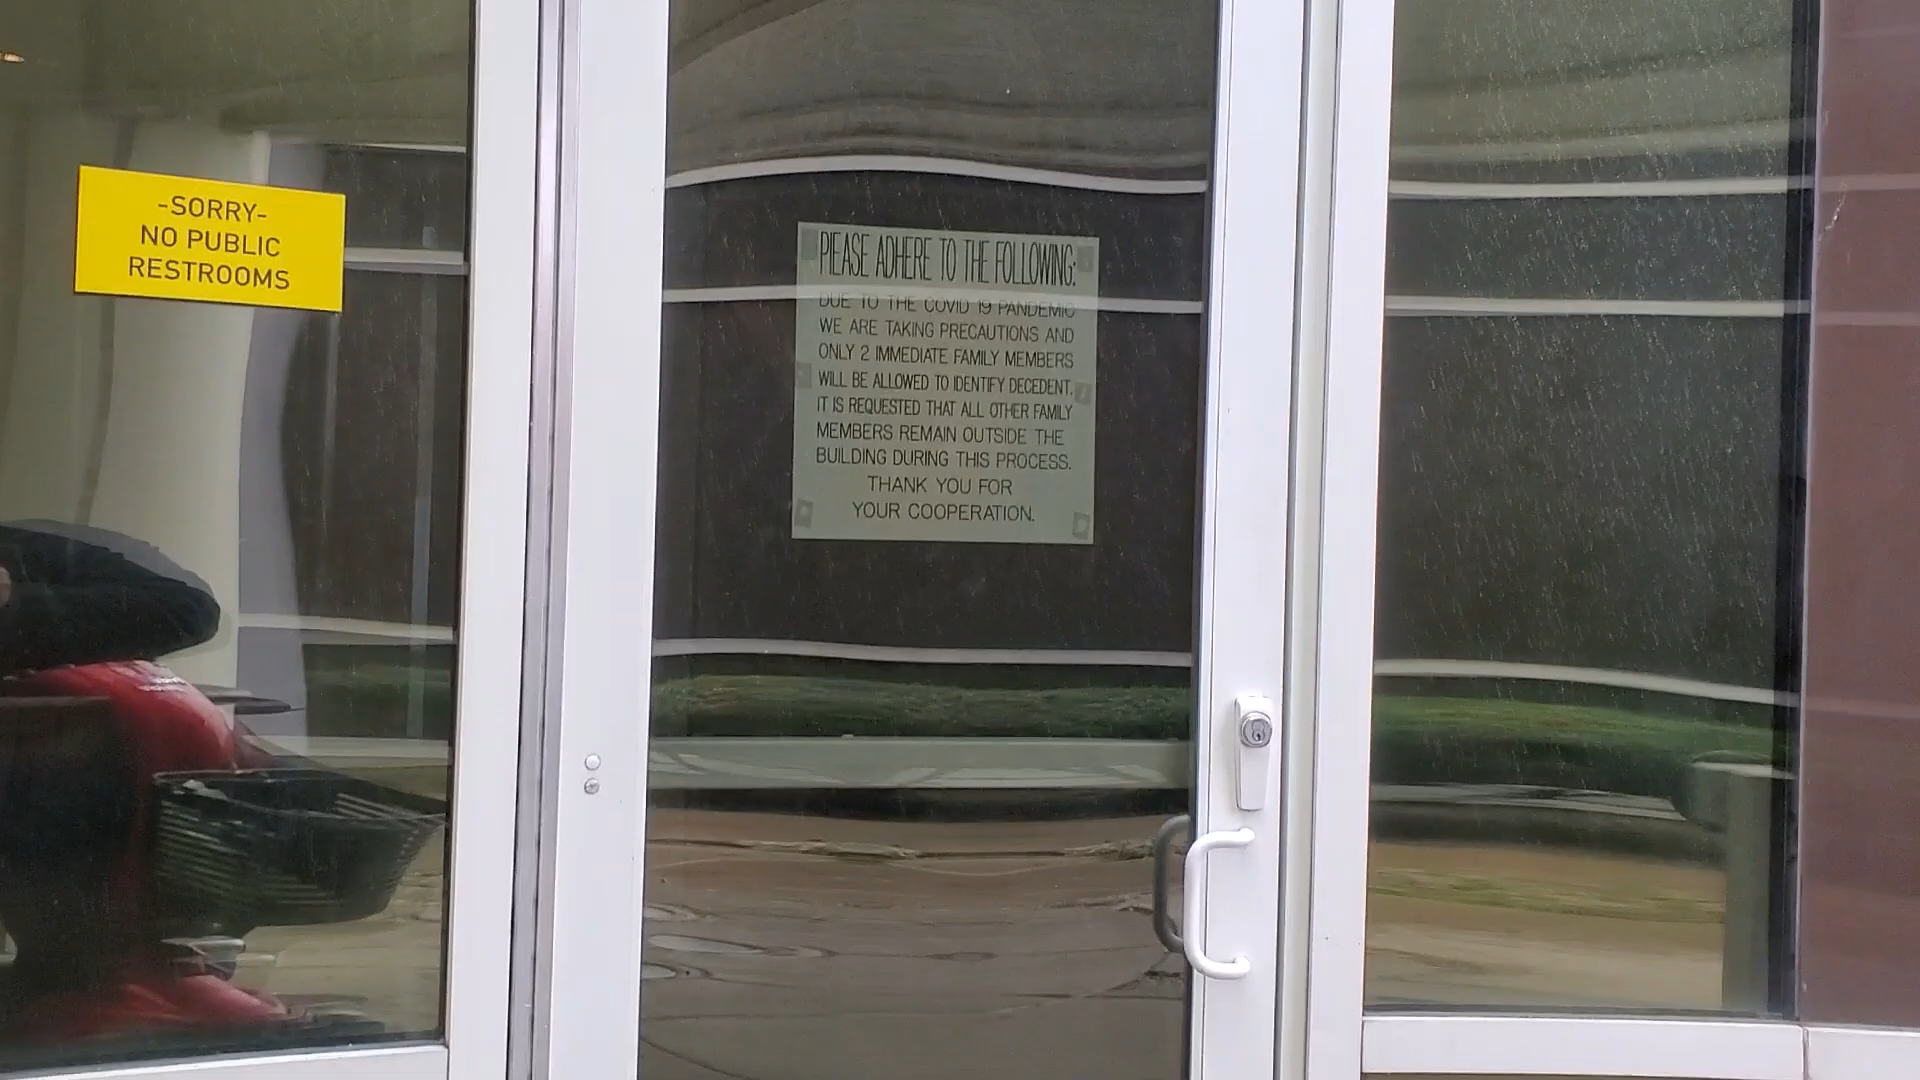 -SORRY-
NO PUBLIC
RESTROOMS
PLEASE ADHERE TO THE FOLLOWING:
DUE TO THE COVID 19 PANDEMIC
WE ARE TAKING PRECAUTIONS AND
ONLY 2 IMMEDIATE FAMILY MEMBERS
WILL BE ALLOWED TO IDENTIFY DECEDENT.
IT IS REQUESTED THAT ALL OTHER FAMILY
MEMBERS REMAIN OUTSIDE THE
BUILDING DURING THIS PROCESS.
THANK YOU FOR
YOUR COOPERATION.